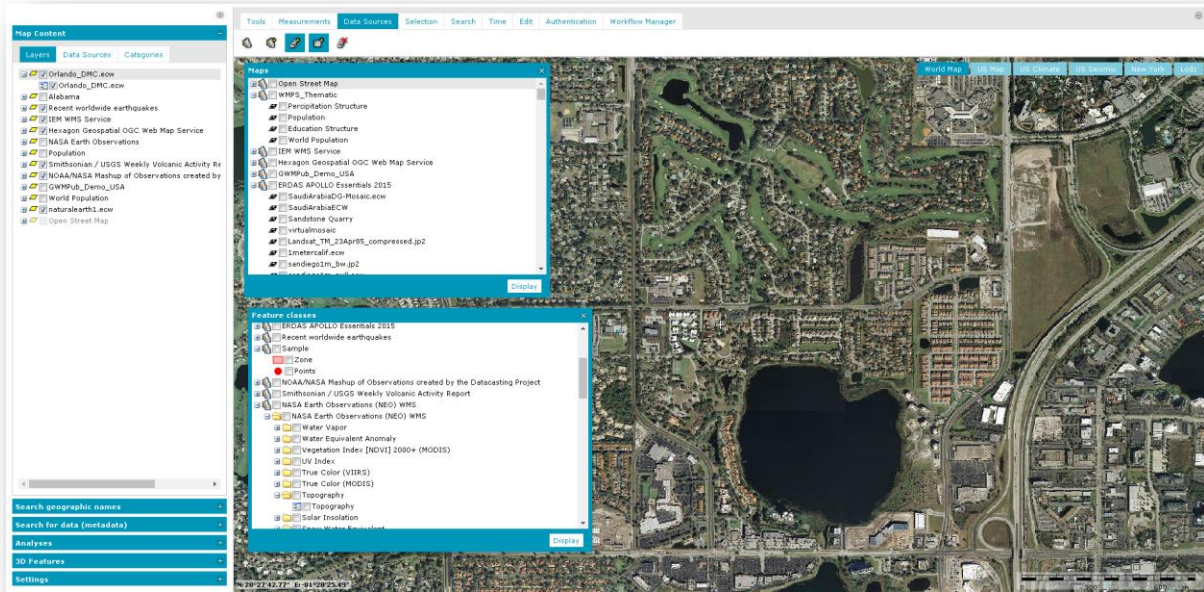 Tools Measurements Data Sources Selection Search Time Edit Authentication Workflow Manager
Map Content
Layers Data Sources Categories
Orlando_DMC.ecw
Orlando_DMC.ecw
Alabama
Recent worldwide earthquakes
IEM WMS Service
Hexagon Geospatial OGC Web Map Service
NASA Earth Observations
Population
Smithsonian / USGS Weekly Volcanic Activity Re
NOAA/NASA Mashup of Observations created by
GWMPub_Demo_USA
World Population
naturalearth1.ecw
Open Street Map
Search geographic names
Search for data (metadata)
Analyses
3D Features
Settings
Maps
Open Street Map
WMPS_Thematic
Percipitation Structure
Population
Education Structure
World Population
IEM WMS Service
Hexagon Geospatial OGC Web Map Service
GWMPub_Demo_USA
ERDAS APOLLO Essentials 2015
SaudiArabiaDG-Mosaic.ecw
SaudiArabiaECW
Sandstone Quarry
virtualmosaic
Landsat_TM_23Apr85_compressed.jp2
1metercalif.ecw
sandiego1m_bw.jp2
Display
World Map US Map US Climate US Seismic New York Lodz
Feature classes
ERDAS APOLLO Essentials 2015
Recent worldwide earthquakes
Sample
Zone
Points
NOAA/NASA Mashup of Observations created by the Datacasting Project
Smithsonian / USGS Weekly Volcanic Activity Report
NASA Earth Observations (NEO) WMS
NASA Earth Observations (NEO) WMS
Water Vapor
Water Equivalent Anomaly
Vegetation Index [NDVI] 2000+ (MODIS)
UV Index
True Color (VIIRS)
True Color (MODIS)
Topography
Topography
Solar Insolation
Snow Water Equivalent
Display